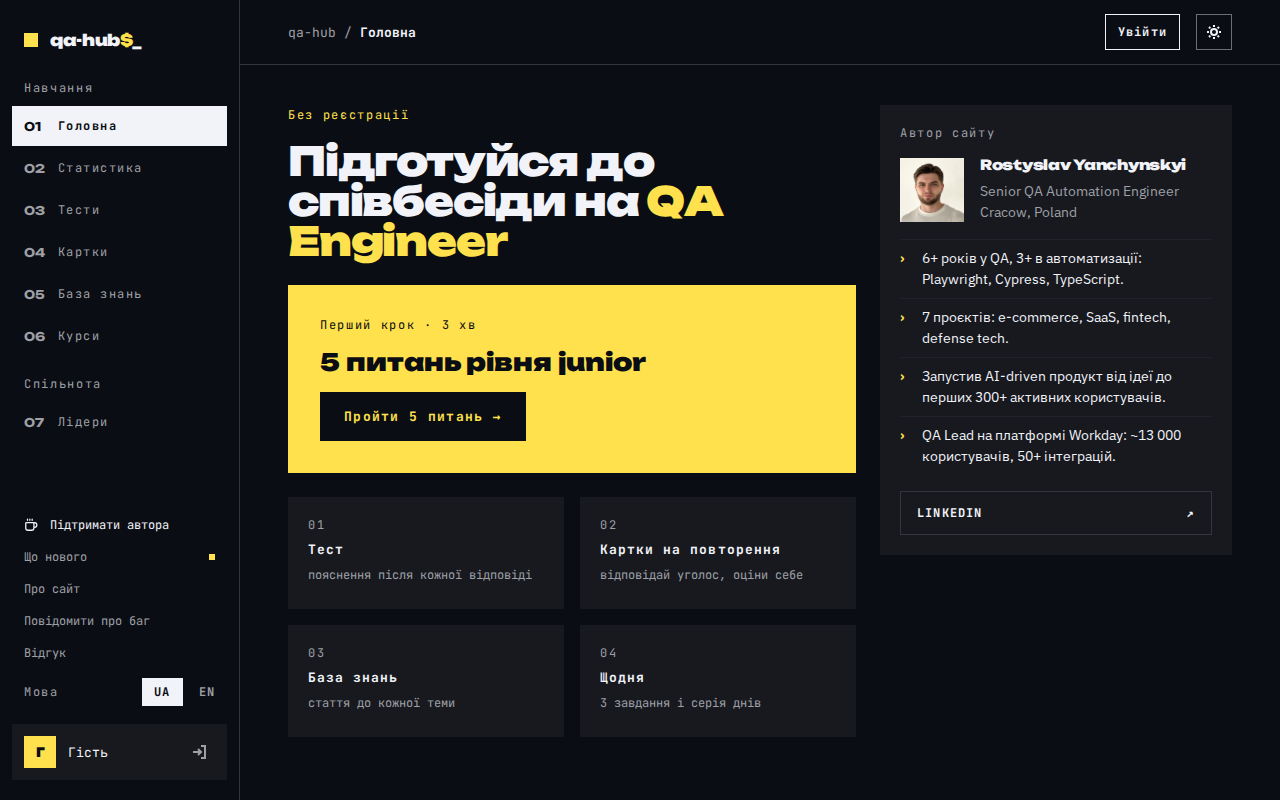 qa-hub$_
Навчання
01 Головна
02 Статистика
03 Тести
04 Картки
05 База знань
06 Курси
Спільнота
07 Лідери
Підтримати автора
Що нового
Про сайт
Повідомити про баг
Відгук
Мова UA EN
Г Гість
qa-hub / Головна
Увійти
Без реєстрації
Підготуйся до
співбесіди на QA
Engineer
Перший крок · 3 хв
5 питань рівня junior
Пройти 5 питань →
01
Тест
пояснення після кожної відповіді
02
Картки на повторення
відповідай уголос, оціни себе
03
База знань
стаття до кожної теми
04
Щодня
3 завдання і серія днів
Автор сайту
Rostyslav Yanchynskyi
Senior QA Automation Engineer
Cracow, Poland
› 6+ років у QA, 3+ в автоматизації:
Playwright, Cypress, TypeScript.
› 7 проєктів: e-commerce, SaaS, fintech,
defense tech.
› Запустив AI-driven продукт від ідеї до
перших 300+ активних користувачів.
› QA Lead на платформі Workday: ~13 000
користувачів, 50+ інтеграцій.
LINKEDIN ↗